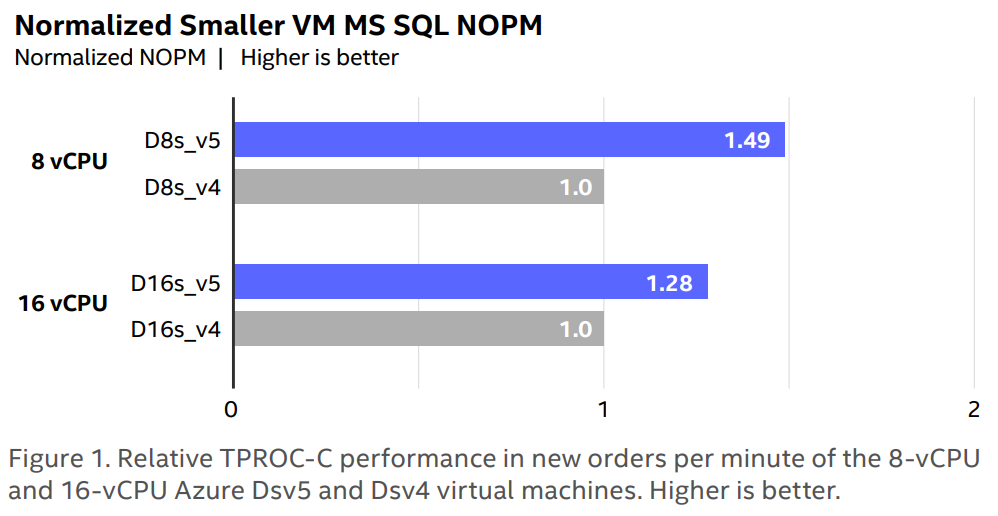 Normalized Smaller VM MS SQL NOPM
Normalized NOPM | Higher is better
8 vCPU
D8s_v5
1.49
D8s_v4
1.0
16 vCPU
D16s_v5
1.28
D16s_v4
1.0
0
1
2
Figure 1. Relative TPROC-C performance in new orders per minute of the 8-vCPU
and 16-vCPU Azure Dsv5 and Dsv4 virtual machines. Higher is better.